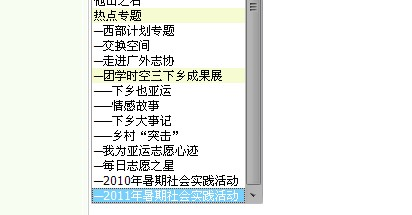 他山之石
热点专题
─西部计划专题
─交换空间
─走进广外志协
─团学时空三下乡成果展
──下乡也亚运
──情感故事
──下乡大事记
──乡村“突击”
─我为亚运志愿心迹
─每日志愿之星
─2010年暑期社会实践活动
─2011年暑期社会实践活动